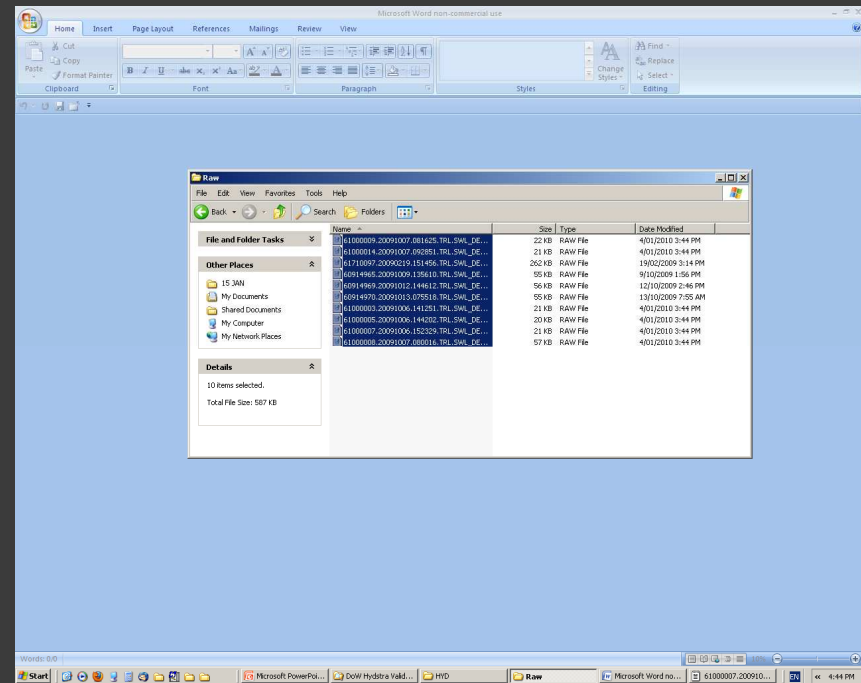 Microsoft Word non-commercial use
Home Insert Page Layout References Mailings Review View
Paste
Cut
Copy
Format Painter
Clipboard
Font
Paragraph
Change Styles
Styles
Find
Replace
Select
Editing
Raw
File Edit View Favorites Tools Help
Back Search Folders
Name Size Type Date Modified
File and Folder Tasks
Other Places
15 JAN
My Documents
Shared Documents
My Computer
My Network Places
Details
10 items selected.
Total File Size: 587 KB
61000009.20091007.081625.TRL.SWL_DE... 22 KB RAW File 4/01/2010 3:44 PM
61000014.20091007.092851.TRL.SWL_DE... 21 KB RAW File 4/01/2010 3:44 PM
61710097.20090219.151456.TRL.SWL_DE... 262 KB RAW File 19/02/2009 3:14 PM
60914965.20091009.135610.TRL.SWL_DE... 55 KB RAW File 9/10/2009 1:56 PM
60914969.20091012.144612.TRL.SWL_DE... 56 KB RAW File 12/10/2009 2:46 PM
60914970.20091013.075518.TRL.SWL_DE... 55 KB RAW File 13/10/2009 7:55 AM
61000003.20091006.141251.TRL.SWL_DE... 21 KB RAW File 4/01/2010 3:44 PM
61000005.20091006.144202.TRL.SWL_DE... 20 KB RAW File 4/01/2010 3:44 PM
61000007.20091006.152329.TRL.SWL_DE... 21 KB RAW File 4/01/2010 3:44 PM
61000008.20091007.080016.TRL.SWL_DE... 57 KB RAW File 4/01/2010 3:44 PM
Words: 0/0
Start Microsoft PowerPoi... DoW Hydstra Valid... HYD Raw Microsoft Word no... 61000007.200910... EN 4:44 PM